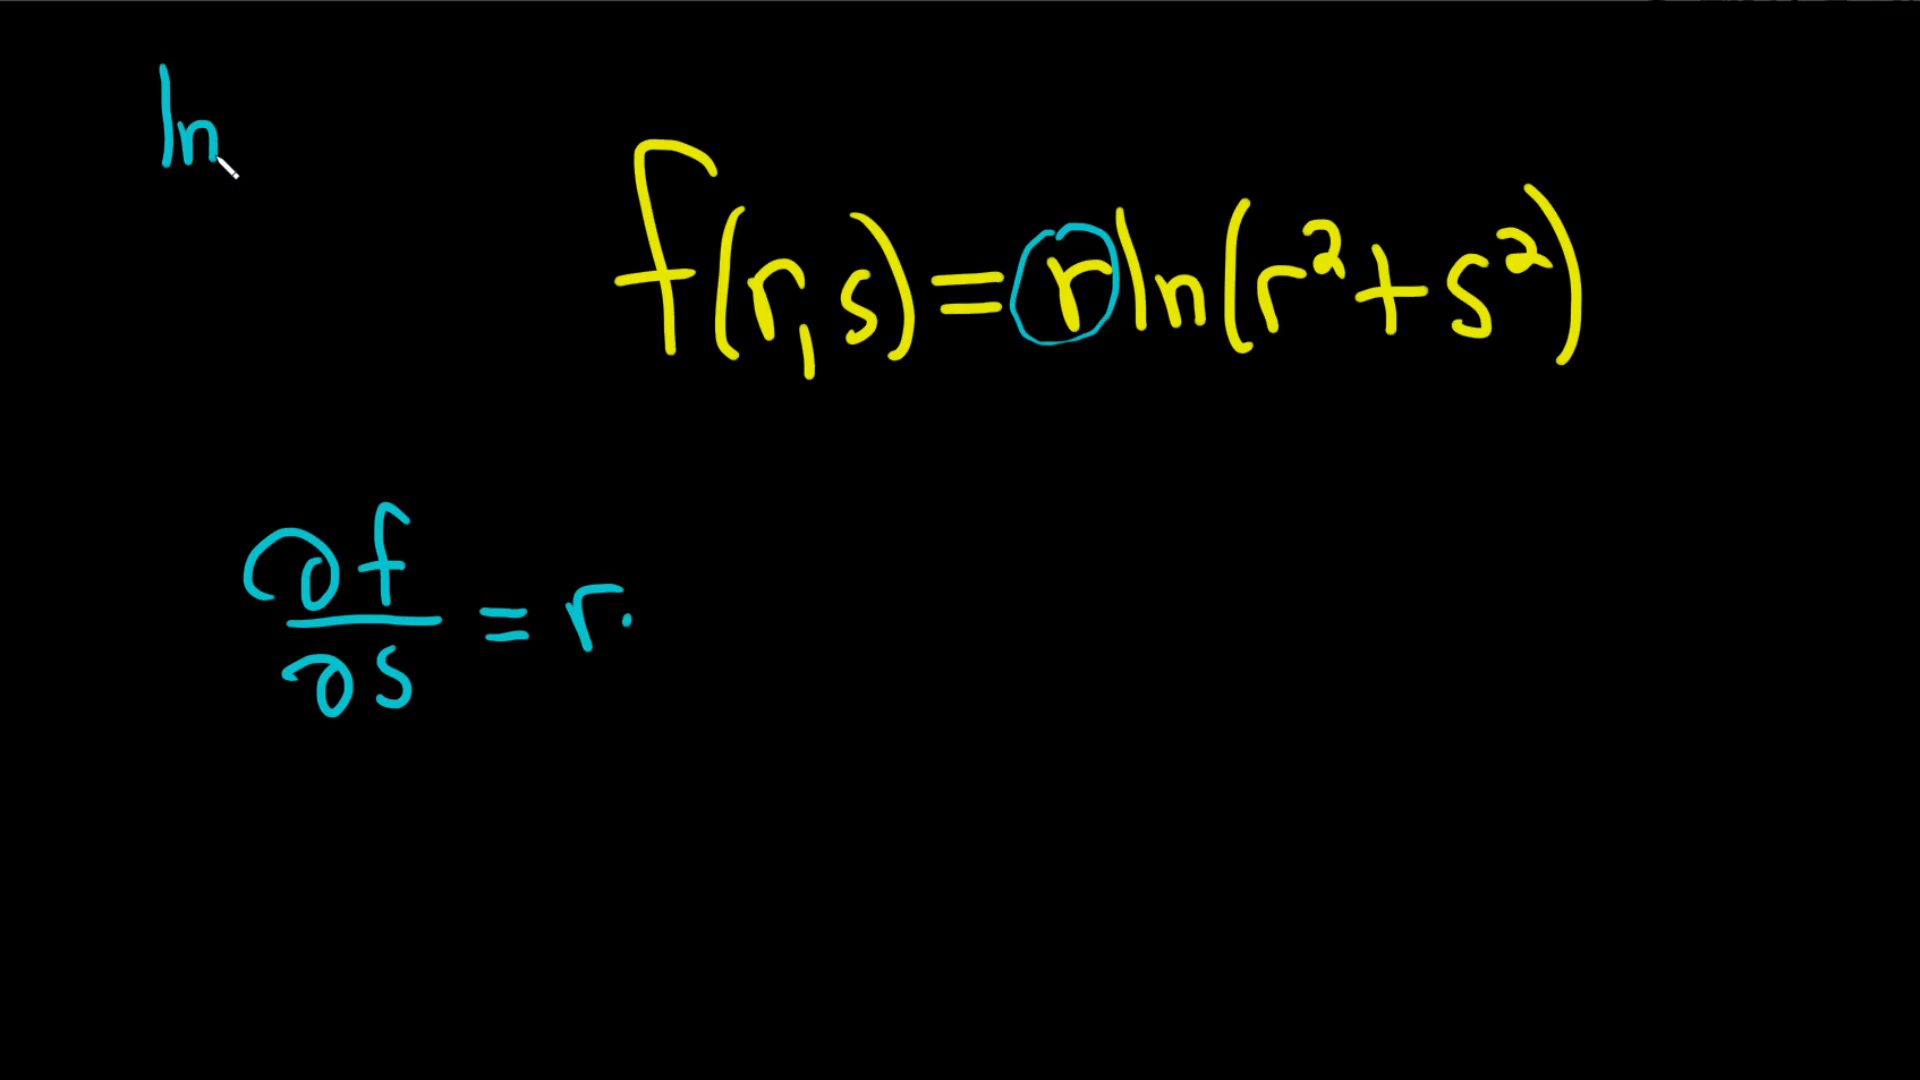 ln
f(r,s)=r ln(r²+s²)
∂f/∂s = r·